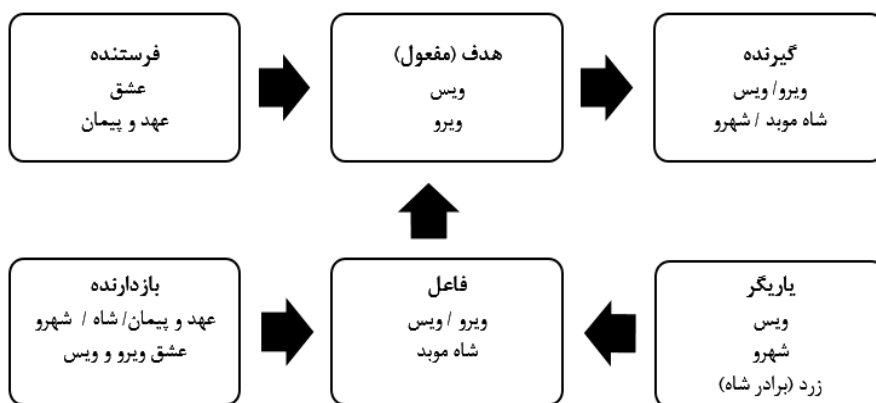 فرستنده
عشق
عهد و پیمان
هدف (مفعول)
ویس
ویرو
گیرنده
ویرو/ ویس
شاه موبد / شهرو
بازدارنده
عهد و پیمان/ شاه / شهرو
عشق ویرو و ویس
فاعل
ویرو / ویس
شاه موبد
یاریگر
ویس
شهرو
زرد (برادر شاه)